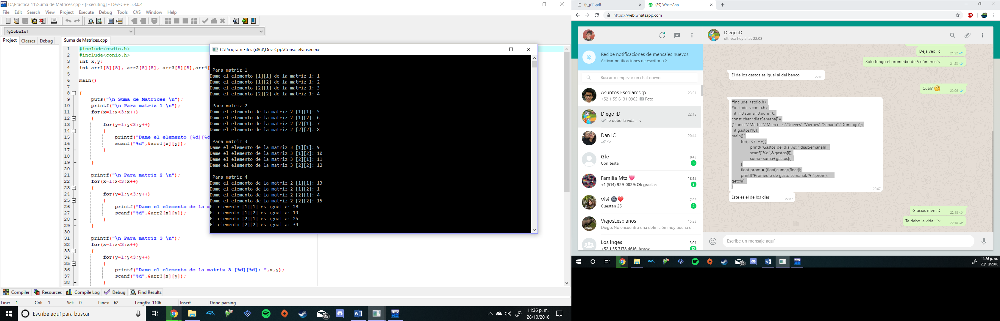 D:\Práctica 11\Suma de Matrices.cpp - [Executing] - Dev-C++ 5.3.0.4
File Edit Search View Project Execute Debug Tools CVS Window Help
(globals)
Project Classes Debug
Suma de Matrices.cpp
1 #include<stdio.h>
2 #include<conio.h>
3 int x,y;
4 int arr1[5][5], arr2[5][5], arr3[5][5],arr4[
5
6 main()
7
8 {
9 puts("\n Suma de Matrices \n");
10 printf("\n Para matriz 1 \n");
11 for(x=1;x<3;x++)
12 {
13 for(y=1;y<3;y++)
14 {
15 printf("Dame el elemento [%d][%d
16 scanf("%d",&arr1[x][y]);
17 }
18
19 }
20
21 printf("\n Para matriz 2 \n");
22 for(x=1;x<3;x++)
23 {
24 for(y=1;y<3;y++)
25 {
26 printf("Dame el elemento de la m
27 scanf("%d",&arr2[x][y]);
28 }
29 }
30
31 printf("\n Para matriz 3 \n");
32 for(x=1;x<3;x++)
33 {
34 for(y=1;y<3;y++)
35 {
36 printf("Dame el elemento de la matriz 3 [%d][%d]: ",x,y);
37 scanf("%d",&arr3[x][y]);
38 }
C:\Program Files (x86)\Dev-Cpp\ConsolePauser.exe
Para matriz 1
Dame el elemento [1][1] de la matriz 1: 1
Dame el elemento [1][2] de la matriz 1: 2
Dame el elemento [2][1] de la matriz 1: 3
Dame el elemento [2][2] de la matriz 1: 4
Para matriz 2
Dame el elemento de la matriz 2 [1][1]: 5
Dame el elemento de la matriz 2 [1][2]: 6
Dame el elemento de la matriz 2 [2][1]: 7
Dame el elemento de la matriz 2 [2][2]: 8
Para matriz 3
Dame el elemento de la matriz 3 [1][1]: 9
Dame el elemento de la matriz 3 [1][2]: 10
Dame el elemento de la matriz 3 [2][1]: 11
Dame el elemento de la matriz 3 [2][2]: 12
Para matriz 4
Dame el elemento de la matriz 2 [1][1]: 13
Dame el elemento de la matriz 2 [1][2]: 1
Dame el elemento de la matriz 2 [2][1]: 4
Dame el elemento de la matriz 2 [2][2]: 15
El elemento [1][1] es igual a: 28
El elemento [1][2] es igual a: 19
El elemento [2][1] es igual a: 25
El elemento [2][2] es igual a: 39
Compiler Resources Compile Log Debug Find Results
Line: 1 Col: 1 Sel: 0 Lines: 62 Length: 1106 Insert Done parsing
Escribe aquí para buscar
25
DEV
11:36 p. m.
28/10/2018
fp_p11.pdf
(29) WhatsApp
https://web.whatsapp.com
ABP
Recibe notificaciones de mensajes nuevos
Activar notificaciones de escritorio >
Buscar o empezar un chat nuevo
Asuntos Escolares :p 23:21
+52 1 55 6131 0962: Foto
Diego :D 22:18
Te debo la vida :'''v
Dan IC 20:44
:'v
Gfe 18:43
Con testa 3
Familia Mtz 💗 18:12
+1 (514) 929-0829: Ok gracias 3
Vivi 🌚❤️ 17:33
Cuestan 25 2
ViejosLesbianos 15:23
Diego: No encuentro una definición muy buena d...
Los inges 13:01
+52 1 55 7178 4616: Aprox 12
Diego :D
últ. vez hoy a las 22:08
Deja veo :'c 21:22
Solo tengo el promedio de 5 números:'v 21:23
El de los gastos es igual al del banco 22:01
Cuál? 🤔 22:06
#include <stdio.h>
#include <conio.h>
int i=0,suma=0,num=0;
const char *diasSemana[]=
{"Lunes","Martes","Miercoles","Jueves","Viernes","Sabado","Domingo"};
int gastos[10];
main(){
for(i;i<7;i++){
printf("Gastos del dia %s: ",diasSemana[i]);
scanf("%d",&gastos[i]);
suma=suma+gastos[i];
}
float prom = (float)suma/(float)i;
printf("Promedio de gasto semanal: %f",prom);
getch();
}
22:07
Este es el de los días 22:07
Gracias men :D 22:18
Te debo la vida :'''v 22:18
Escribe un mensaje aquí
25
DEV
11:36 p. m.
28/10/2018